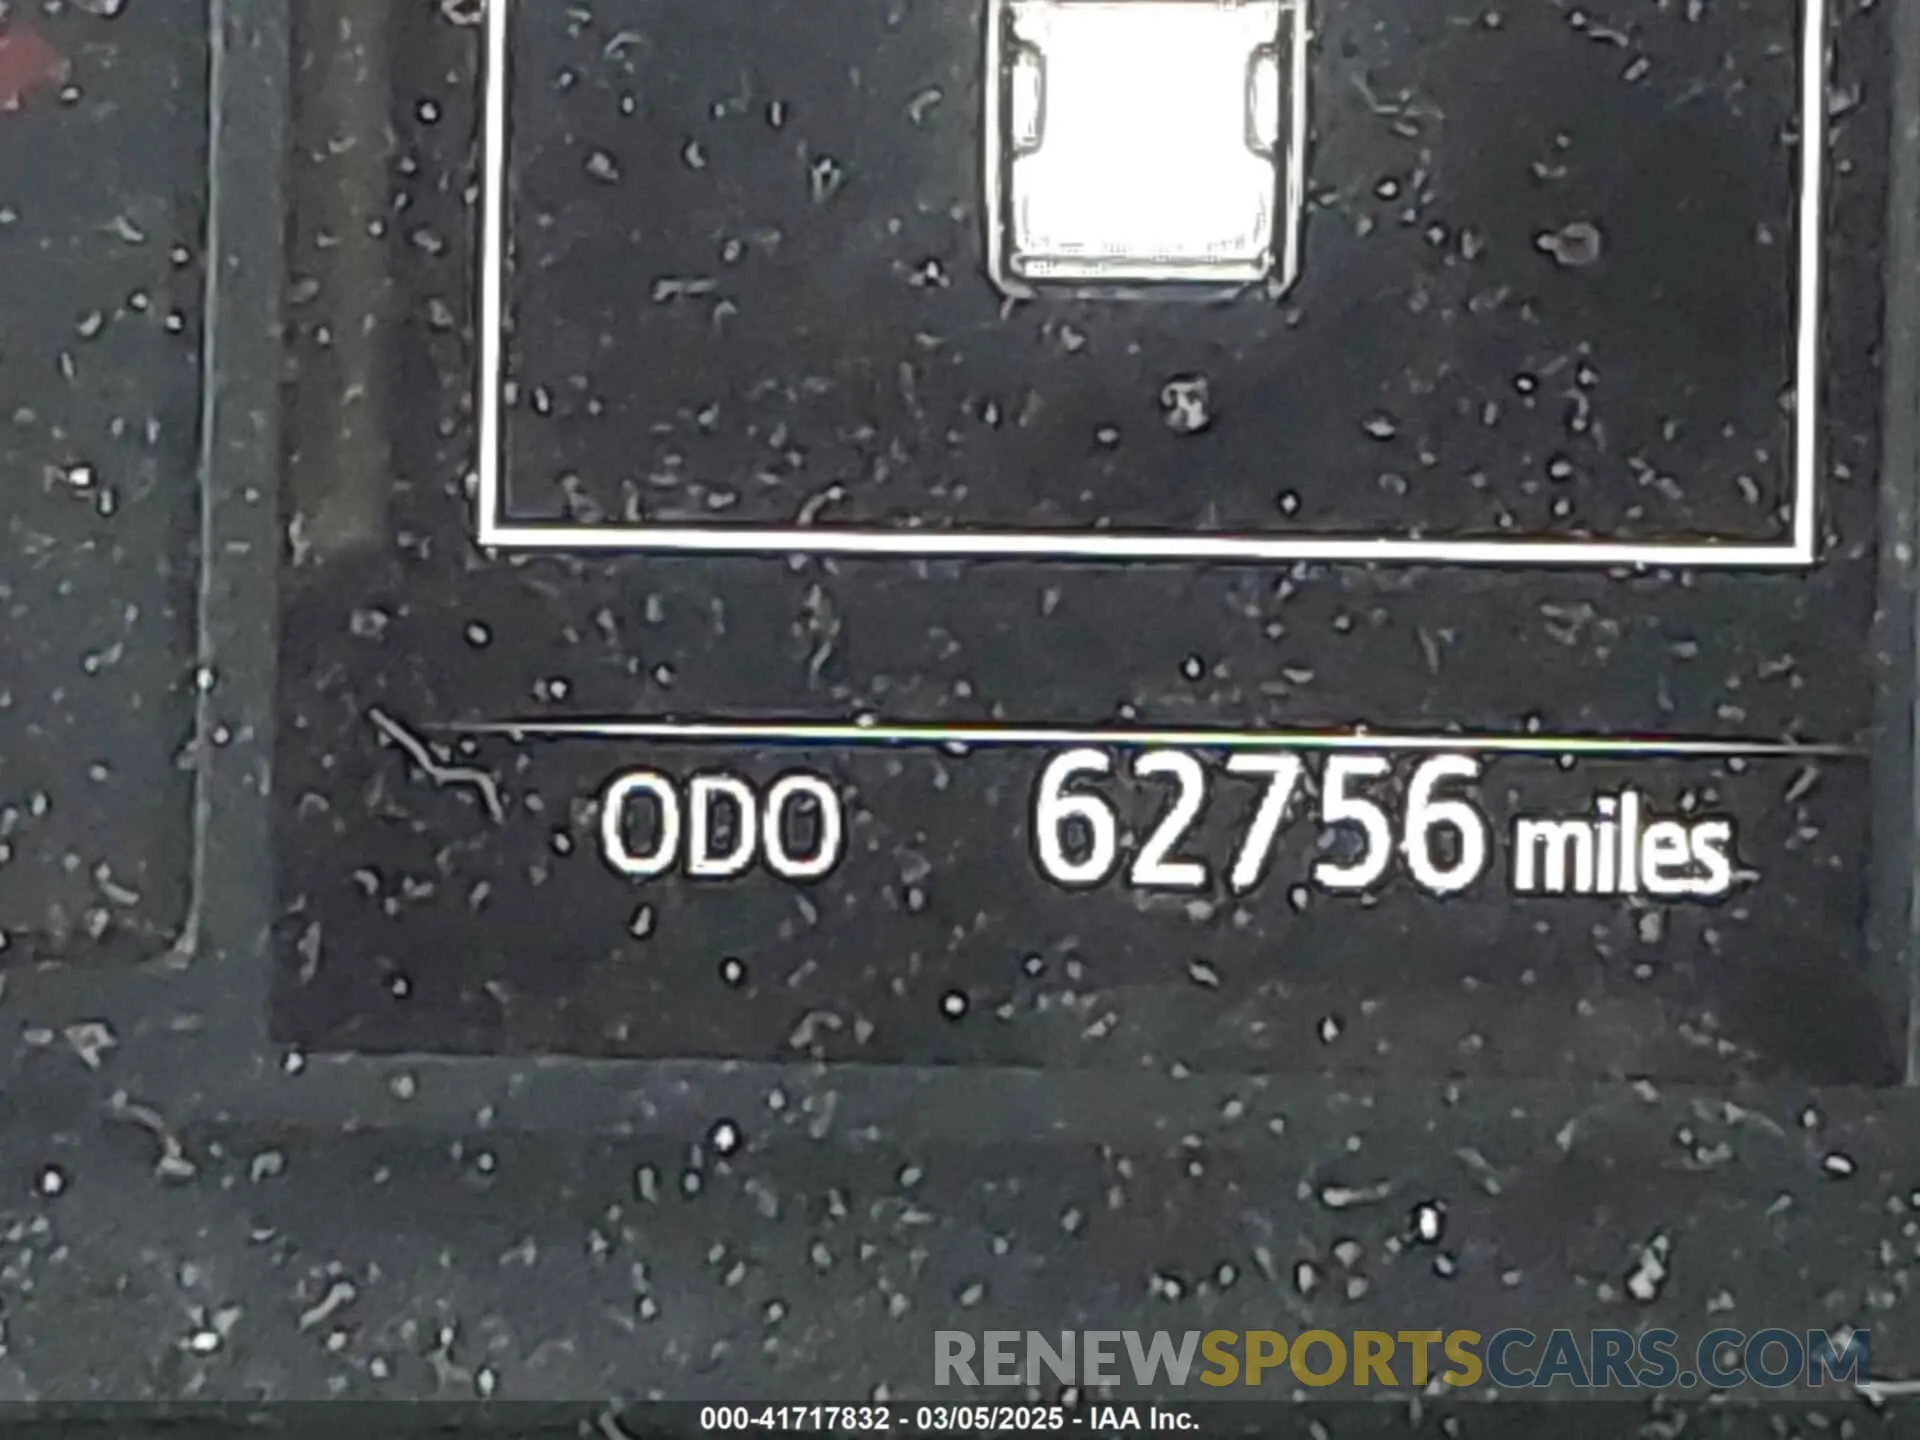 ODO 62756 miles
RENEWSPORTSCARS.COM
000-41717832 - 03/05/2025 - IAA Inc.